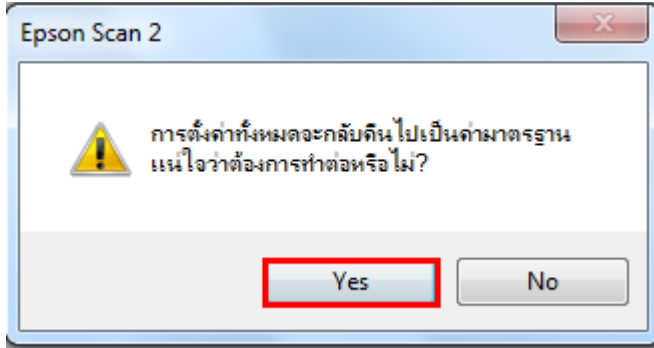 Epson Scan 2
การตั้งค่าทั้งหมดจะกลับคืนไปเป็นค่ามาตรฐาน
แน่ใจว่าต้องการทำต่อหรือไม่?
Yes
No